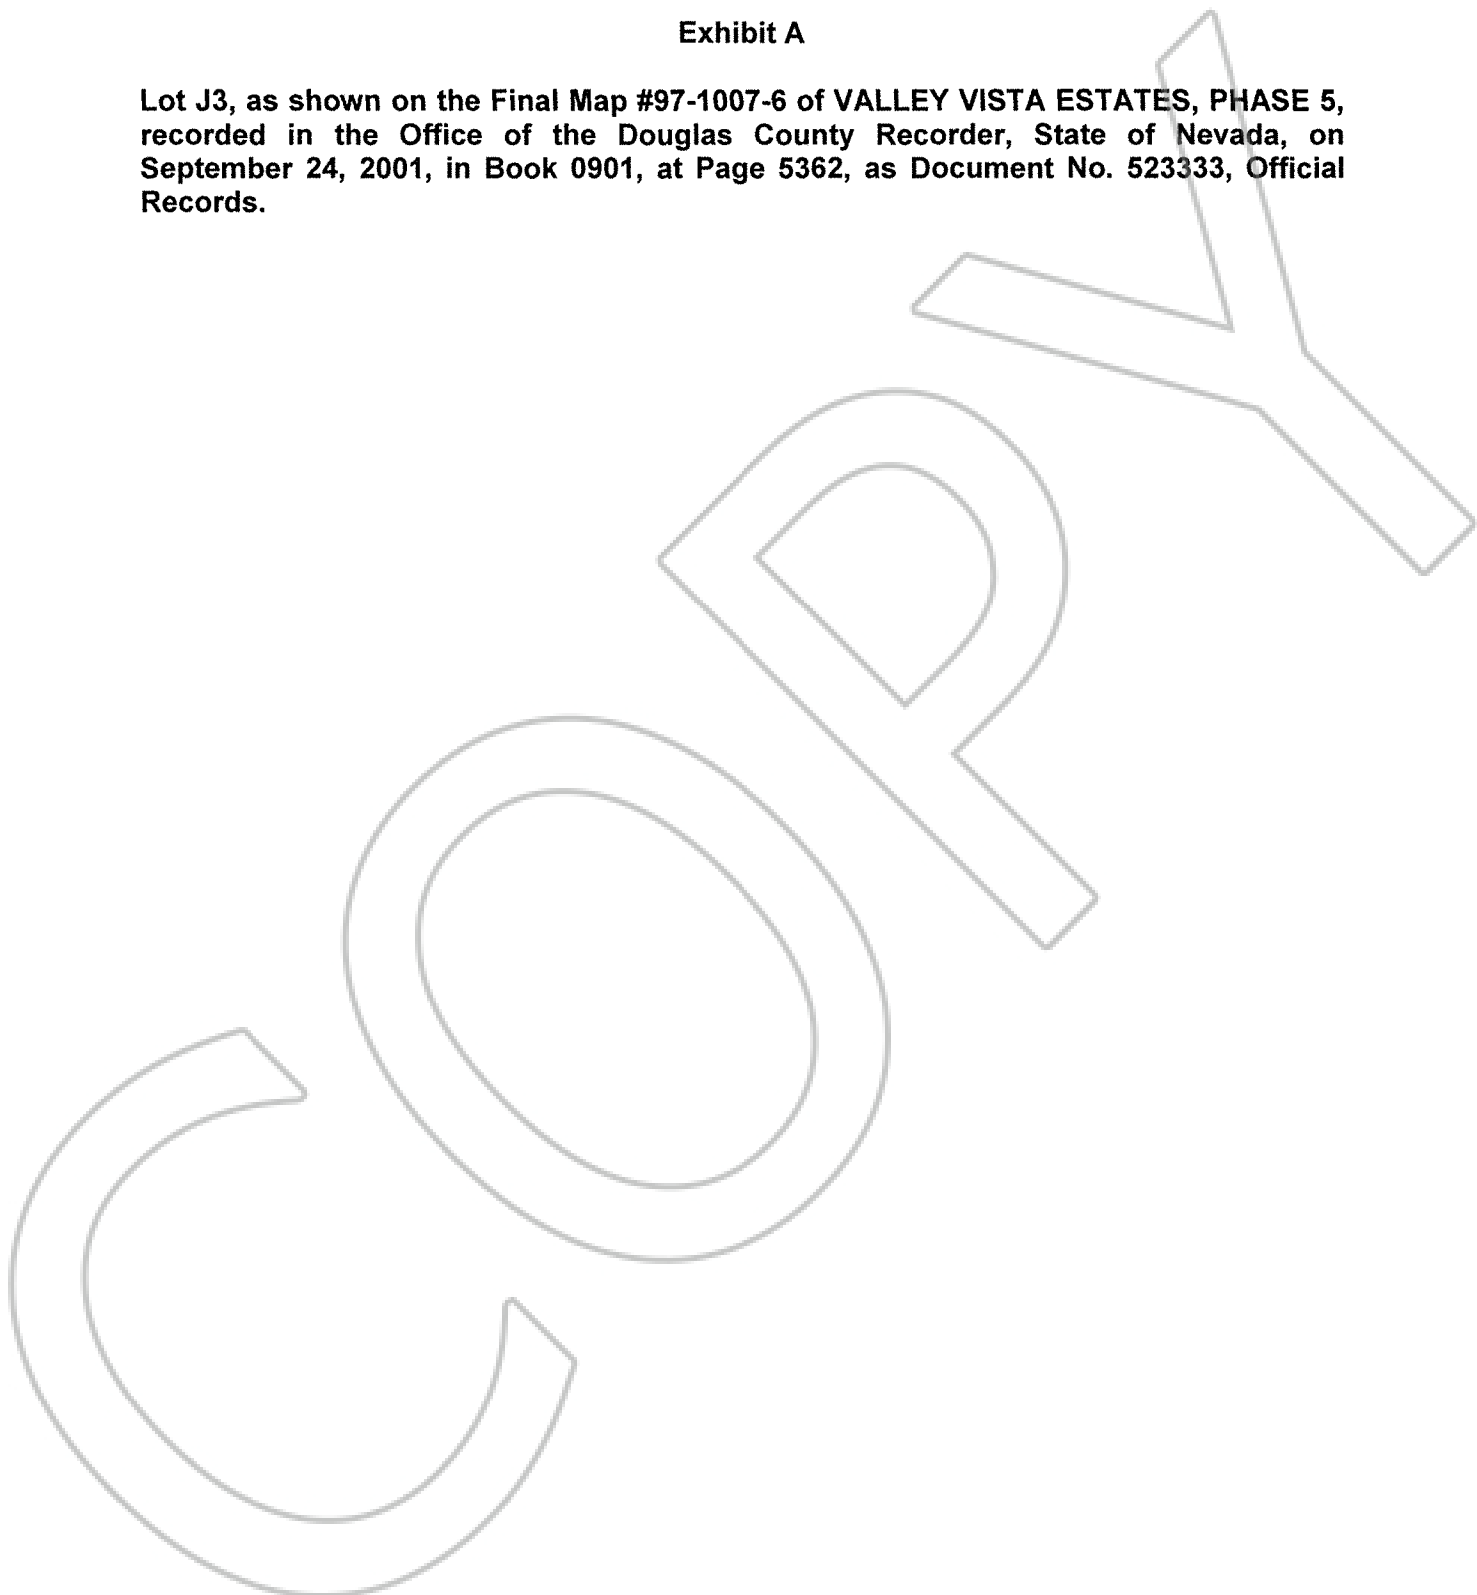 Exhibit A
Lot J3, as shown on the Final Map #97-1007-6 of VALLEY VISTA ESTATES, PHASE 5,
recorded in the Office of the Douglas County Recorder, State of Nevada, on
September 24, 2001, in Book 0901, at Page 5362, as Document No. 523333, Official
Records.
COPY